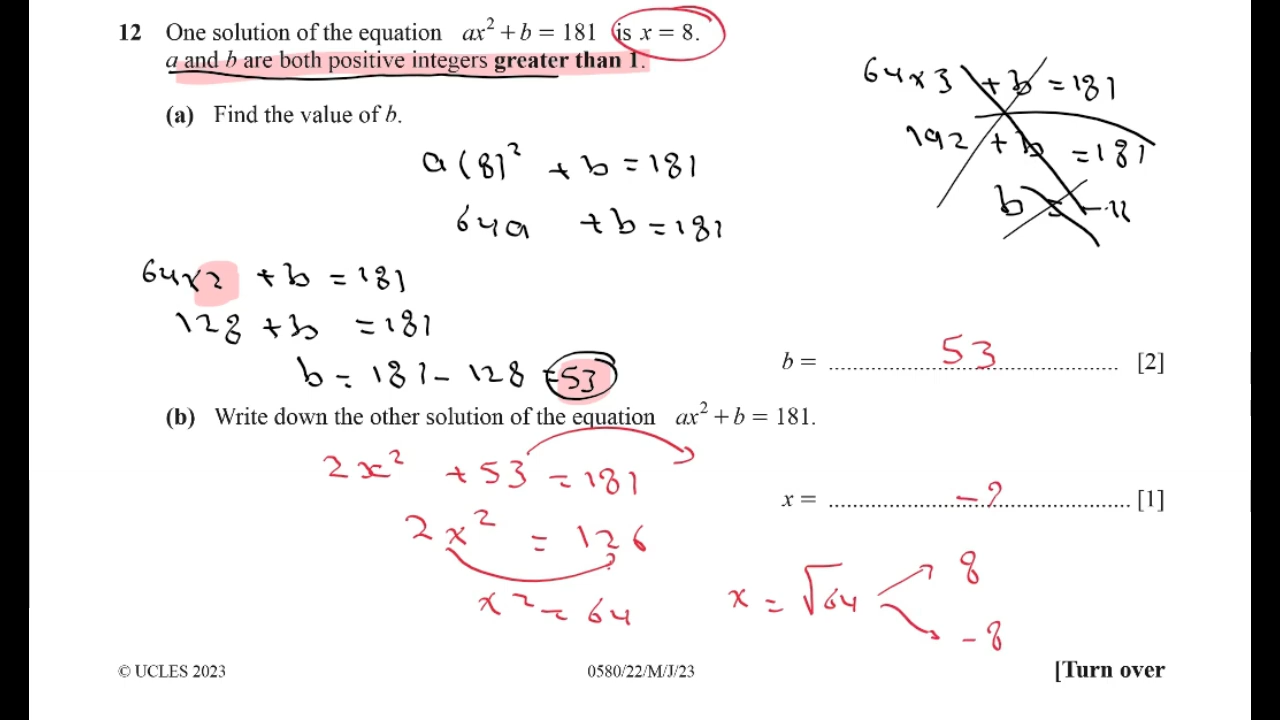 12 One solution of the equation ax² + b = 181 is x = 8.
a and b are both positive integers greater than 1.
64 x 3 + b = 181
192 + b = 181
b = -11
(a) Find the value of b.
a(8)² + b = 181
64a + b = 181
64 x 2 + b = 181
128 + b = 181
b = 181 - 128 = 53
b = 53 [2]
(b) Write down the other solution of the equation ax² + b = 181.
2x² + 53 = 181
x = -8 [1]
2x² = 126
x² = 64
x = √64 8
-8
© UCLES 2023 0580/22/M/J/23 [Turn over